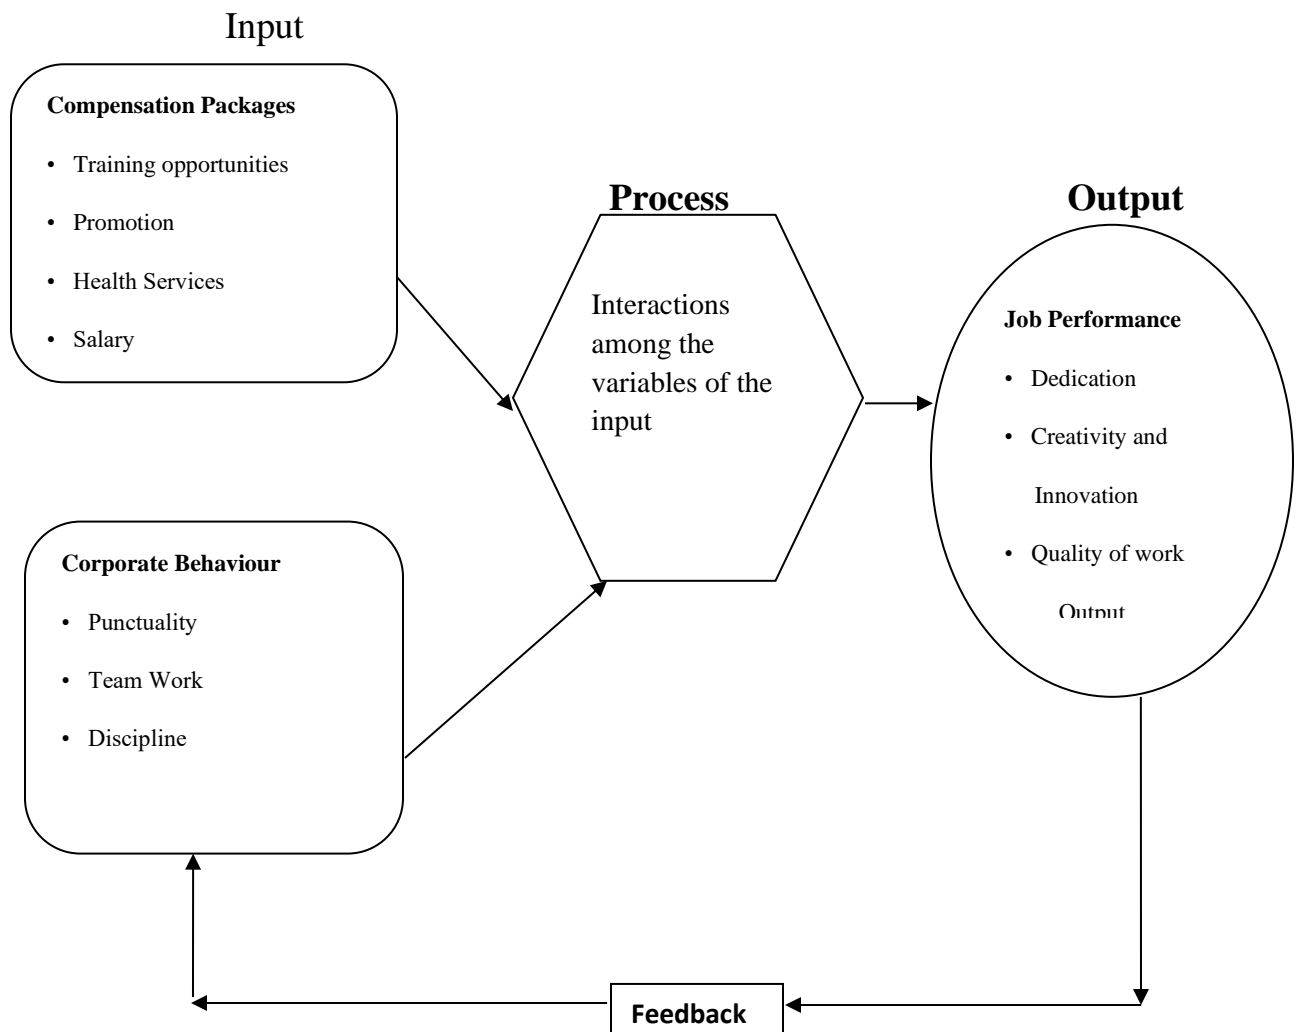 Input
Compensation Packages
• Training opportunities
• Promotion
• Health Services
• Salary
Process
Interactions
among the
variables of the
input
Output
Job Performance
• Dedication
• Creativity and
Innovation
• Quality of work
Output
Corporate Behaviour
• Punctuality
• Team Work
• Discipline
Feedback